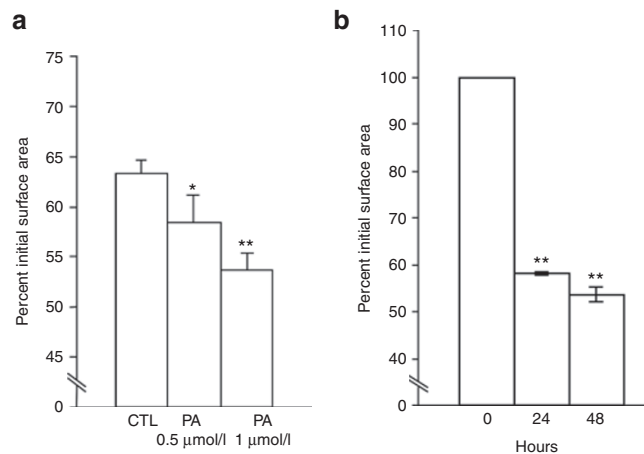 a
Percent initial surface area
75
70
65
60
55
50
45
0
*
**
CTL PA PA
0.5 μmol/l 1 μmol/l
b
Percent initial surface area
100
90
80
70
60
50
40
0
**
**
0 24 48
Hours